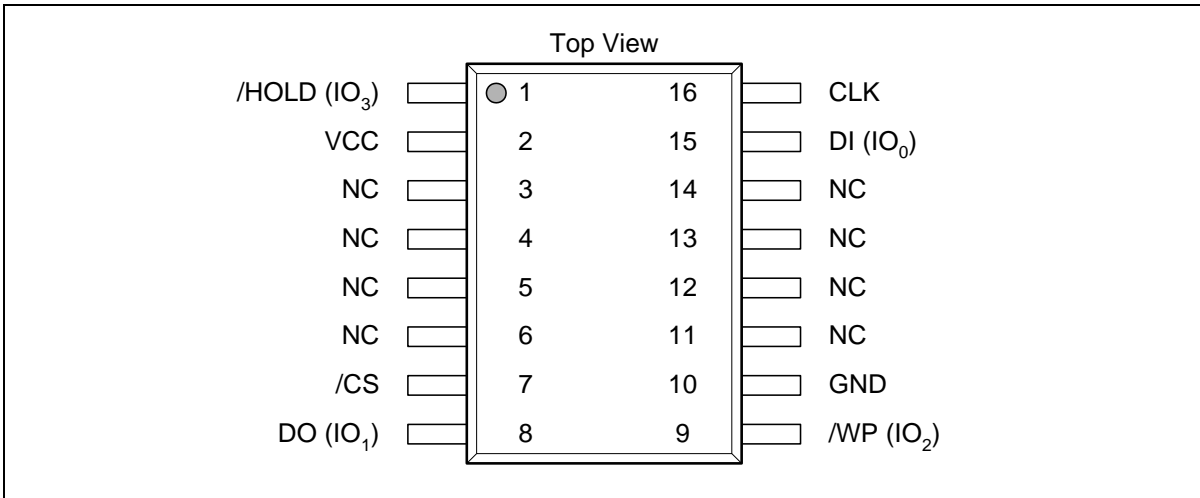 Top View
/HOLD (IO3) 1 16 CLK
VCC 2 15 DI (IO0)
NC 3 14 NC
NC 4 13 NC
NC 5 12 NC
NC 6 11 NC
/CS 7 10 GND
DO (IO1) 8 9 /WP (IO2)